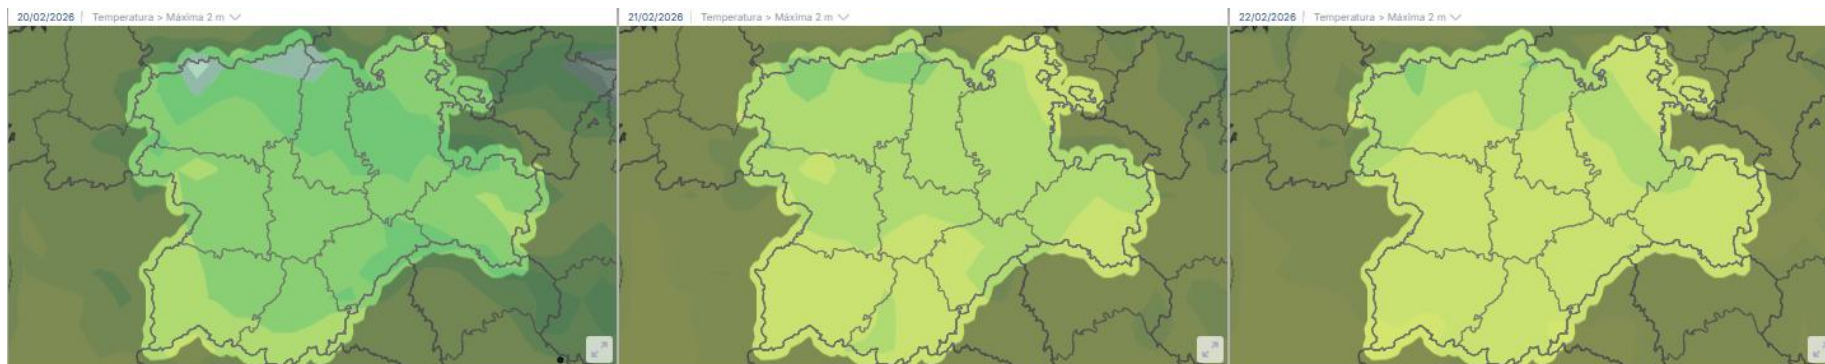 20/02/2026 | Temperatura > Máxima 2 m
21/02/2026 | Temperatura > Máxima 2 m
22/02/2026 | Temperatura > Máxima 2 m